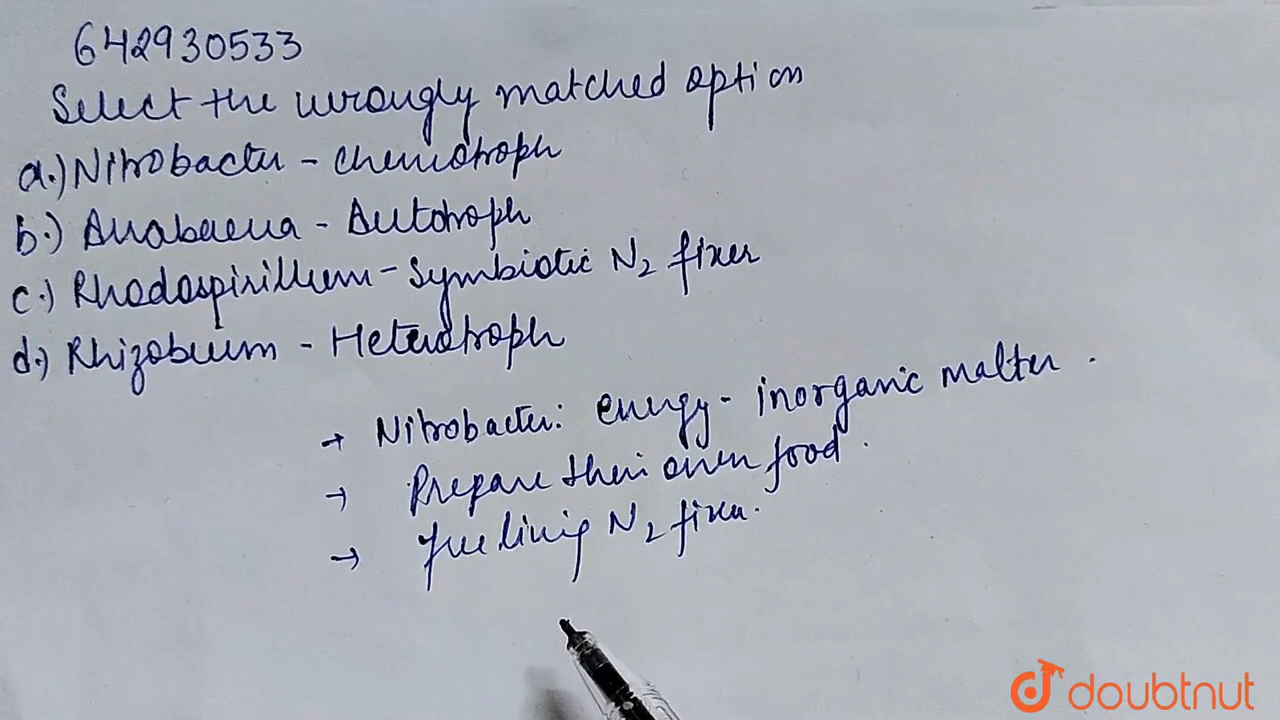 642930533
Select the wrongly matched option
a.) Nitrobacter - Chemotroph
b.) Anabaena - Autotroph
c.) Rhodospirillum - Symbiotic N2 fixer
d.) Rhizobium - Heterotroph
→ Nitrobacter: energy - inorganic matter.
→ Prepare their own food.
→ free living N2 fixer.
doubtnut